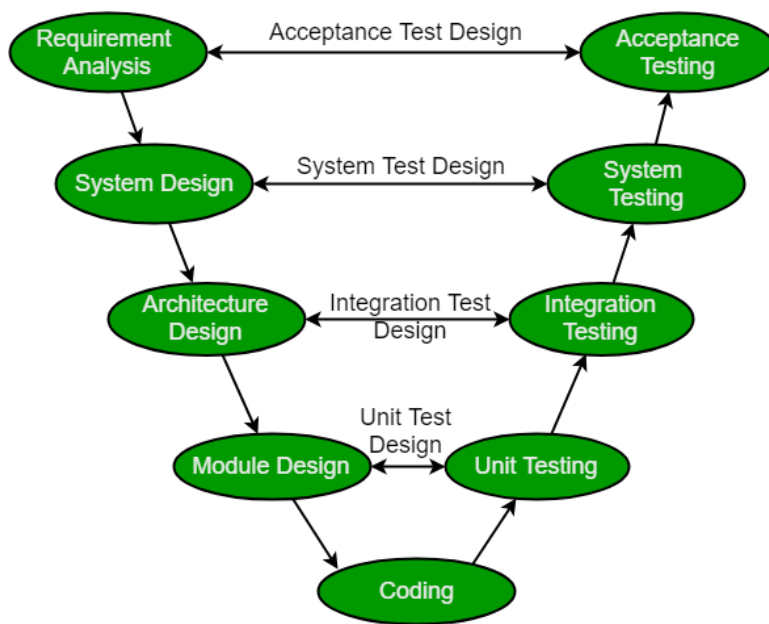 Requirement
Analysis
Acceptance Test Design
Acceptance
Testing
System Design
System Test Design
System
Testing
Architecture
Design
Integration Test
Design
Integration
Testing
Module Design
Unit Test
Design
Unit Testing
Coding